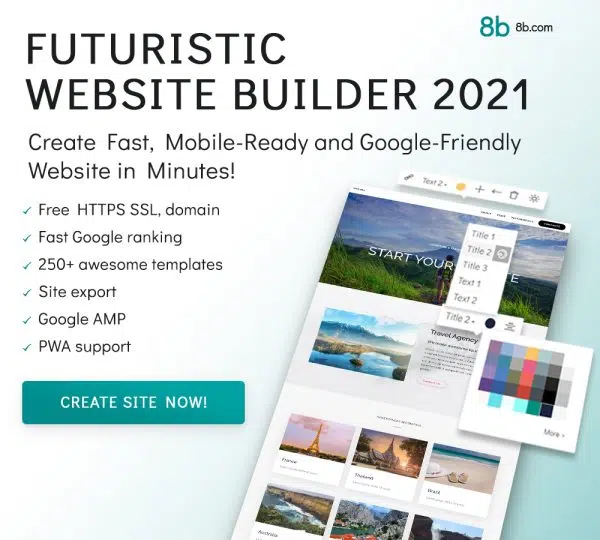 8b 8b.com
FUTURISTIC
WEBSITE BUILDER 2021
Create Fast, Mobile-Ready and Google-Friendly
Website in Minutes!
✓ Free HTTPS SSL, domain
✓ Fast Google ranking
✓ 250+ awesome templates
✓ Site export
✓ Google AMP
✓ PWA support
CREATE SITE NOW!
Text 2
Title 1
Title 2
Title 3
Text 1
Text 2
START YOUR
Title 2
Travel Agency
More >
France
Thailand
Brazil
Australia